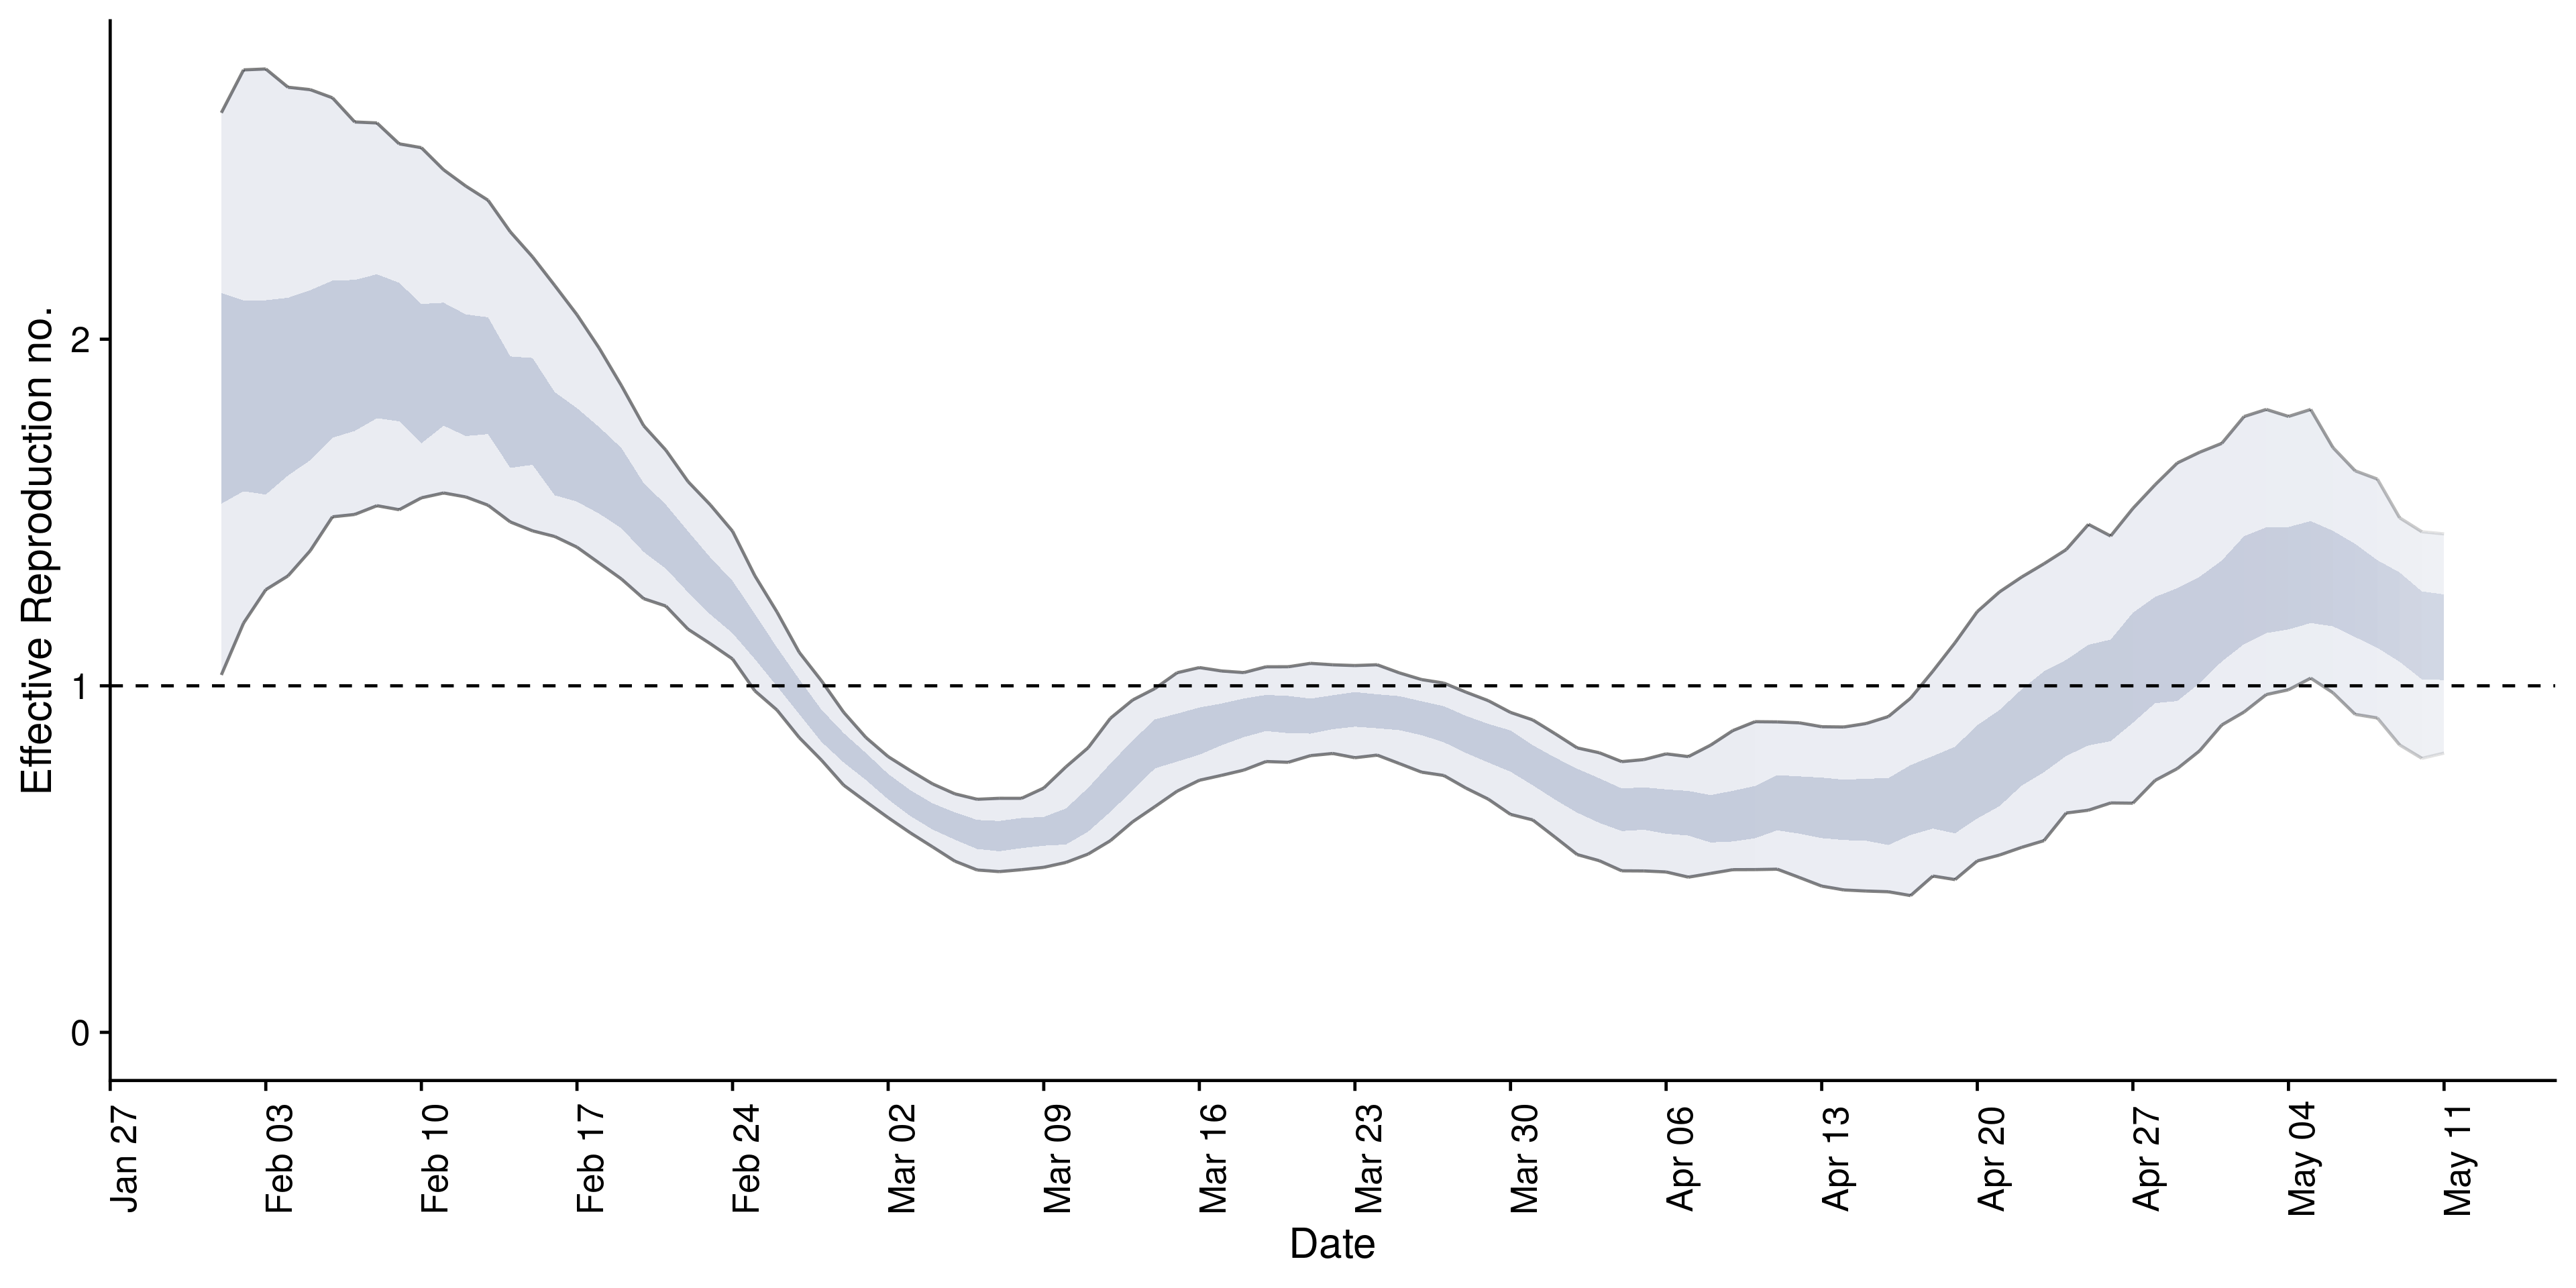 Effective Reproduction no.
2
1
0
Jan 27
Feb 03
Feb 10
Feb 17
Feb 24
Mar 02
Mar 09
Mar 16
Mar 23
Mar 30
Apr 06
Apr 13
Apr 20
Apr 27
May 04
May 11
Date